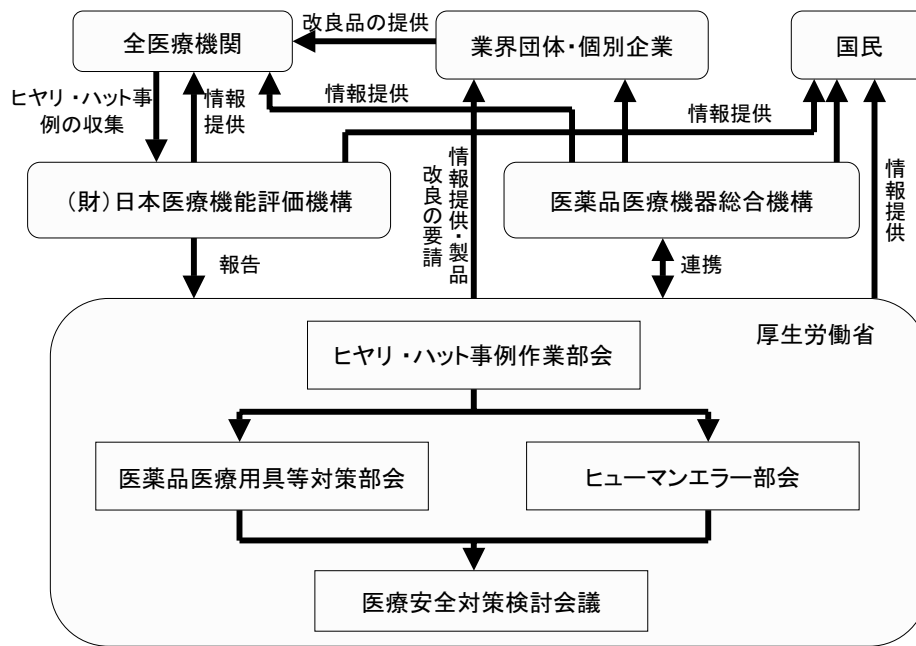 改良品の提供
全医療機関
業界団体・個別企業
国民
ヒヤリ・ハット事
例の収集
情報
提供
情報提供
情報提供
(財)日本医療機能評価機構
情報提供・製品
改良の要請
医薬品医療機器総合機構
情報提供
報告
連携
厚生労働省
ヒヤリ・ハット事例作業部会
医薬品医療用具等対策部会
ヒューマンエラー部会
医療安全対策検討会議